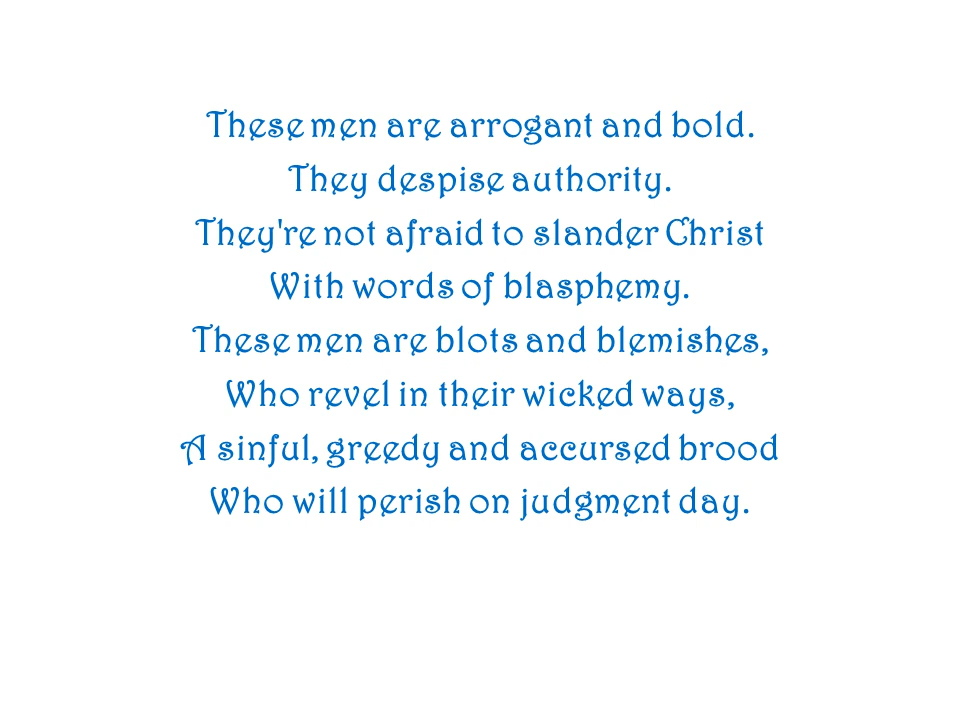 These men are arrogant and bold.
They despise authority.
They're not afraid to slander Christ
With words of blasphemy.
These men are blots and blemishes,
Who revel in their wicked ways,
A sinful, greedy and accursed brood
Who will perish on judgment day.